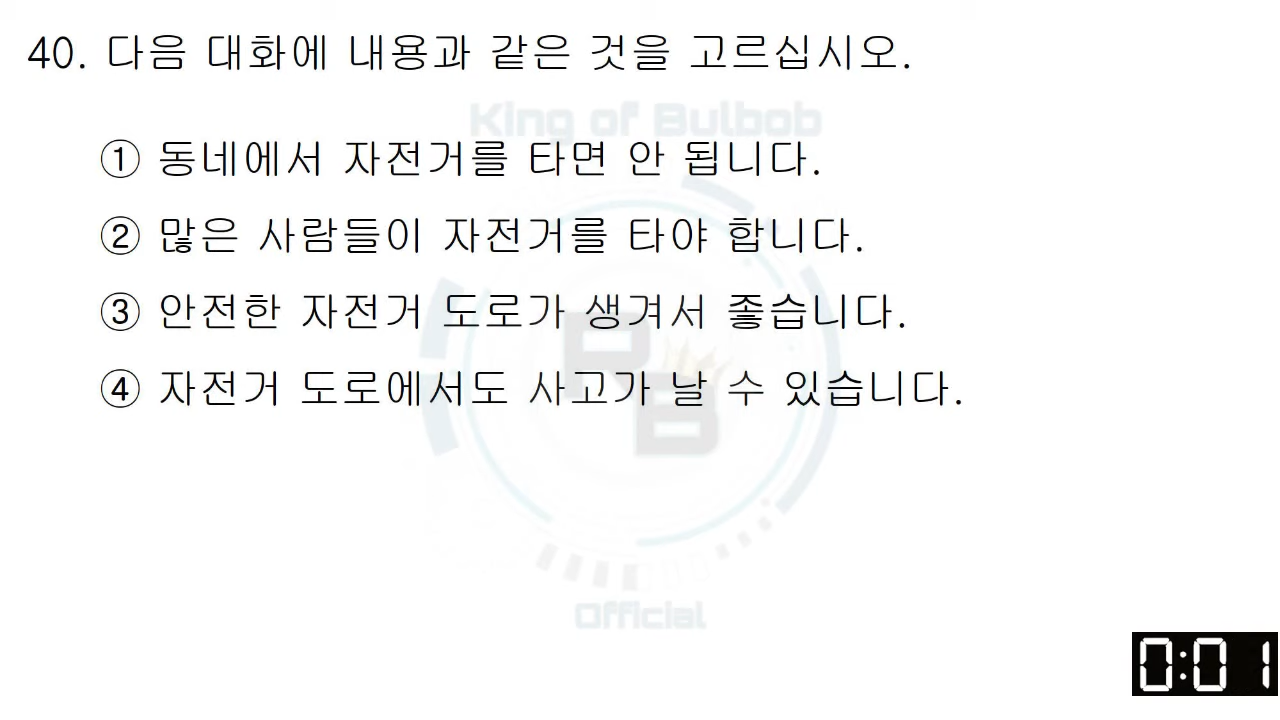 40. 다음 대화에 내용과 같은 것을 고르십시오.
King of Bulbob
① 동네에서 자전거를 타면 안 됩니다.
② 많은 사람들이 자전거를 타야 합니다.
③ 안전한 자전거 도로가 생겨서 좋습니다.
④ 자전거 도로에서도 사고가 날 수 있습니다.
RB
Official
0:01